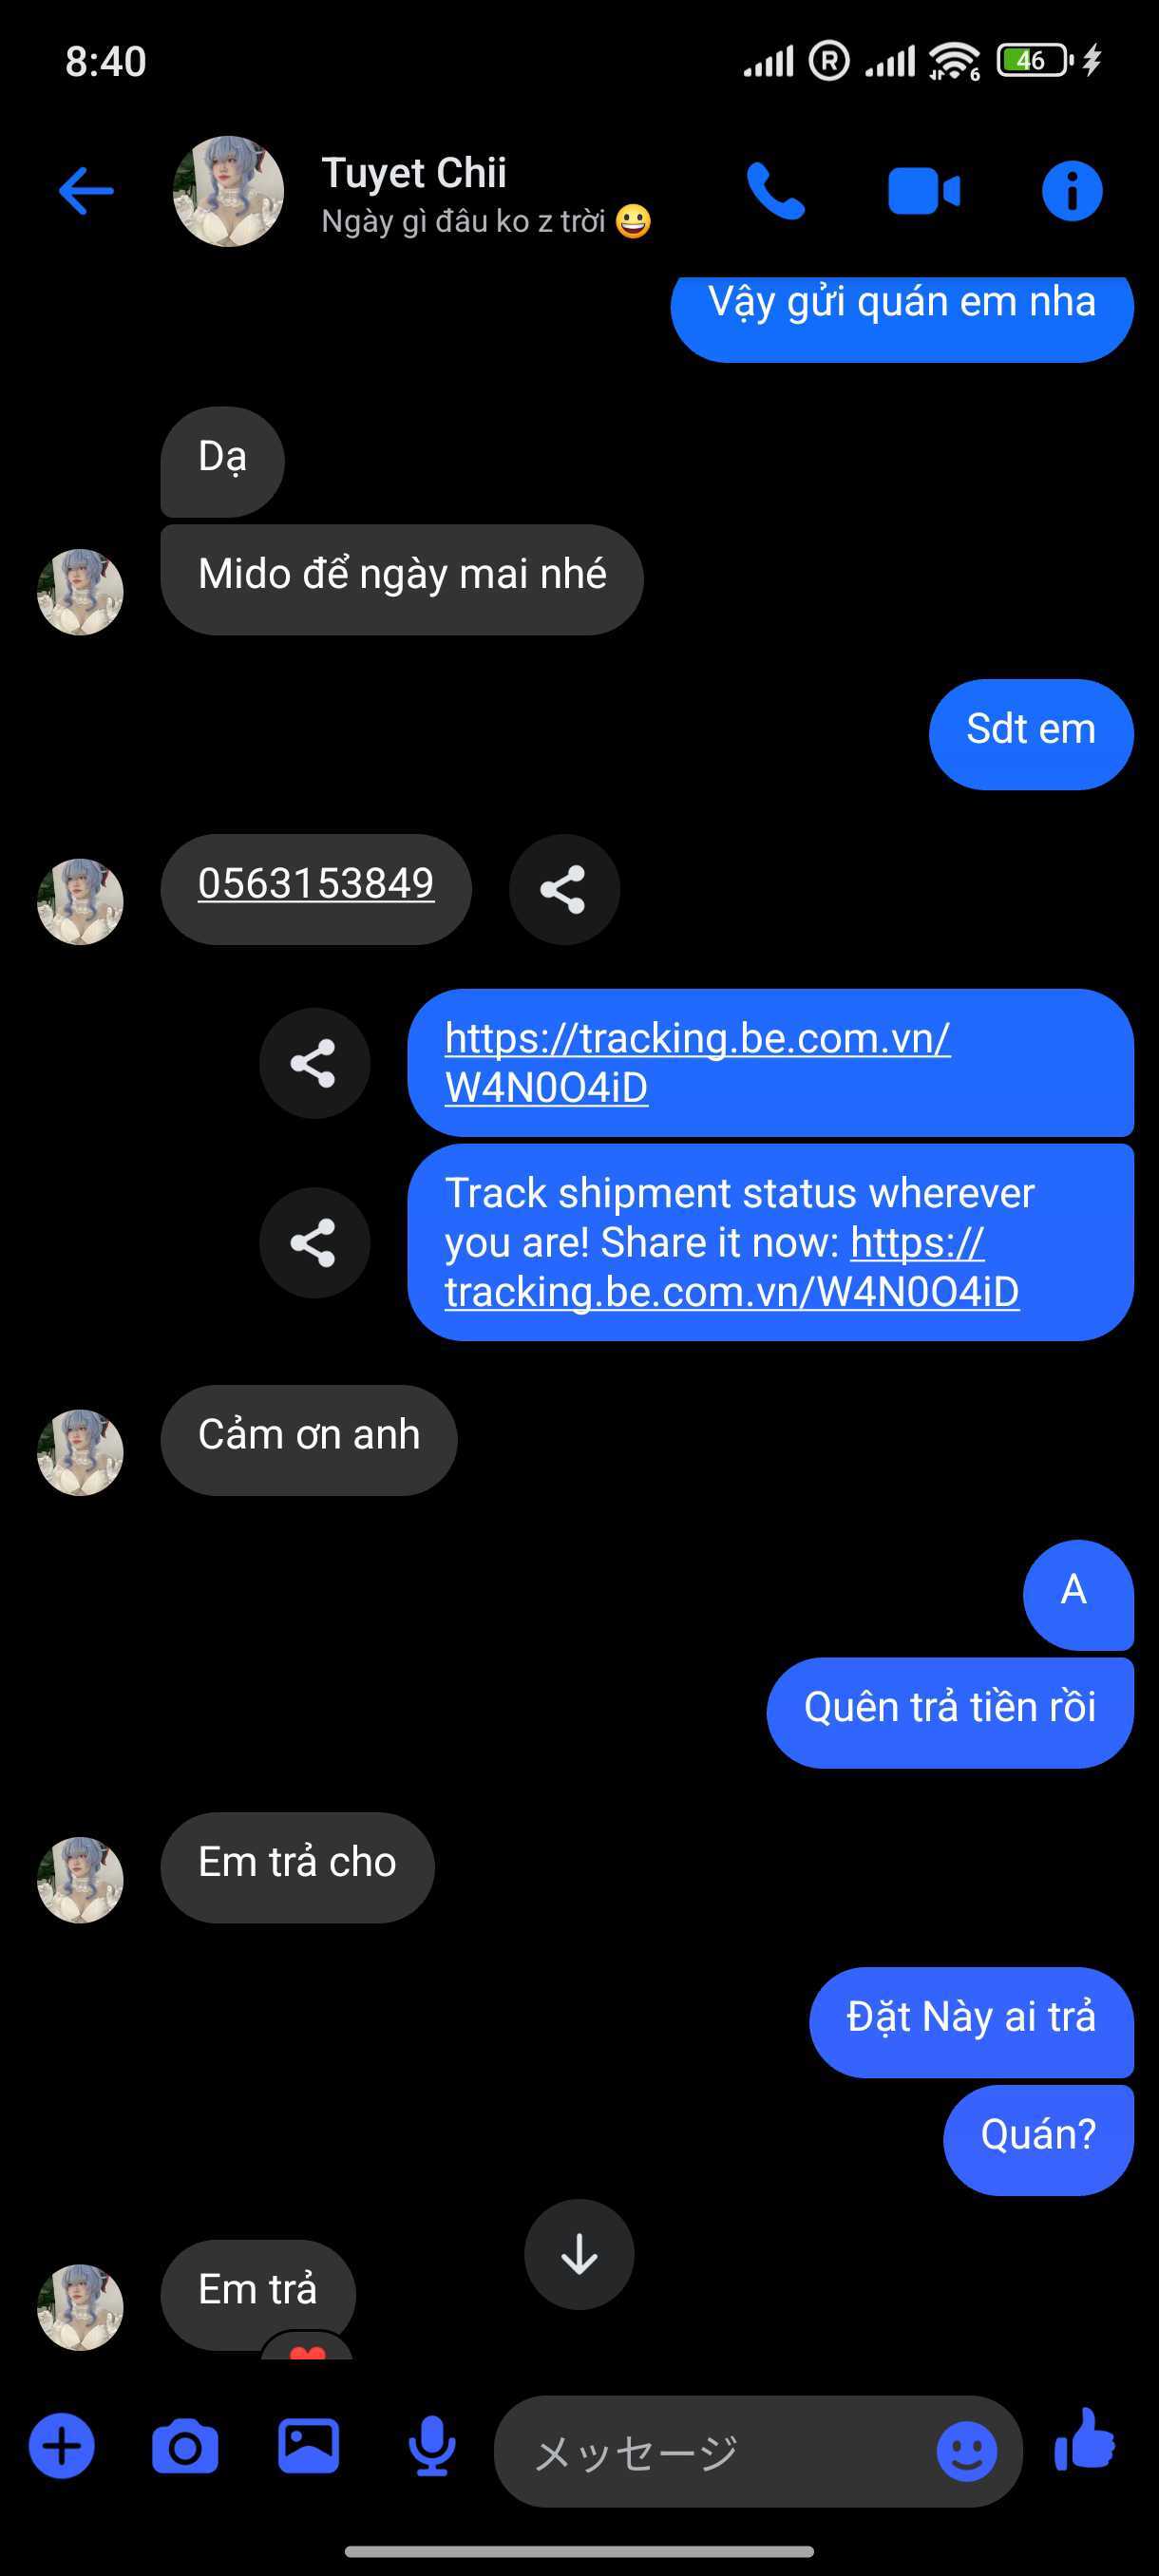 8:40
R
6
46
Tuyet Chii
Ngày gì đâu ko z trời 😀
Vậy gửi quán em nha
Dạ
Mido để ngày mai nhé
Sdt em
0563153849
https://tracking.be.com.vn/
W4N0O4iD
Track shipment status wherever
you are! Share it now: https://
tracking.be.com.vn/W4N0O4iD
Cảm ơn anh
A
Quên trả tiền rồi
Em trả cho
Đặt Này ai trả
Quán?
Em trả
メッセージ